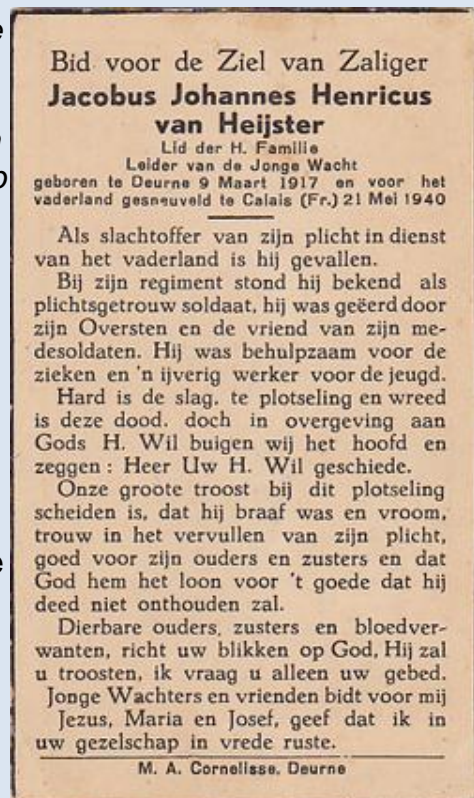 Bid voor de Ziel van Zaliger
Jacobus Johannes Henricus
van Heijster
Lid der H. Familie
Leider van de Jonge Wacht
geboren te Deurne 9 Maart 1917 en voor het
vaderland gesneuveld te Calais (Fr.) 21 Mei 1940
Als slachtoffer van zijn plicht in dienst
van het vaderland is hij gevallen.
Bij zijn regiment stond hij bekend als
plichtsgetrouw soldaat, hij was geëerd door
zijn Oversten en de vriend van zijn me-
desoldaten. Hij was behulpzaam voor de
zieken en 'n ijverig werker voor de jeugd.
Hard is de slag, te plotseling en wreed
is deze dood, doch in overgeving aan
Gods H. Wil buigen wij het hoofd en
zeggen : Heer Uw H. Wil geschiede.
Onze groote troost bij dit plotseling
scheiden is, dat hij braaf was en vroom,
trouw in het vervullen van zijn plicht,
goed voor zijn ouders en zusters en dat
God hem het loon voor 't goede dat hij
deed niet onthouden zal.
Dierbare ouders, zusters en bloedver-
wanten, richt uw blikken op God, Hij zal
u troosten, ik vraag u alleen uw gebed.
Jonge Wachters en vrienden bidt voor mij
Jezus, Maria en Josef, geef dat ik in
uw gezelschap in vrede ruste.
M. A. Cornelisse, Deurne